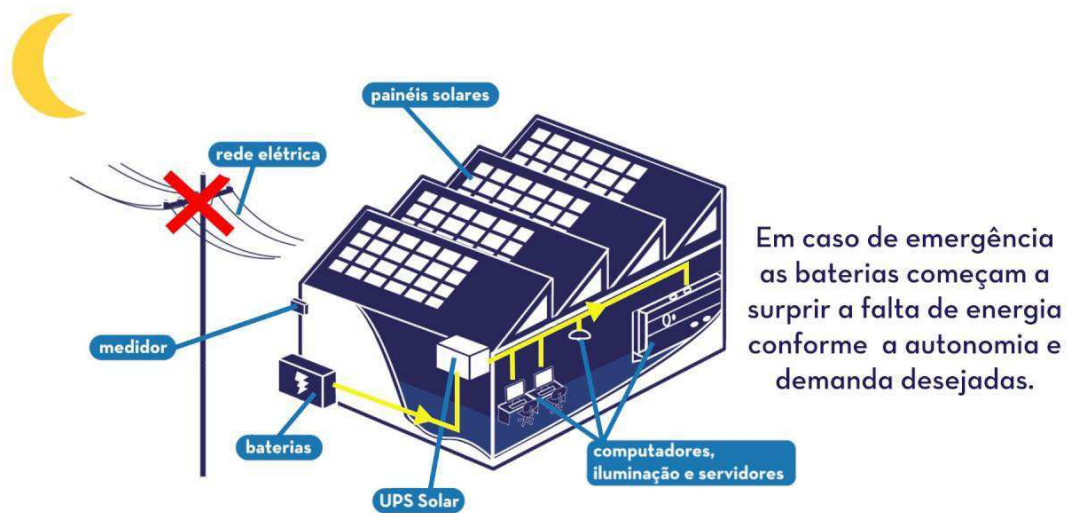 painéis solares
rede elétrica
Em caso de emergência
as baterias começam a
surprir a falta de energia
conforme a autonomia e
demanda desejadas.
medidor
baterias
computadores,
iluminação e servidores
UPS Solar